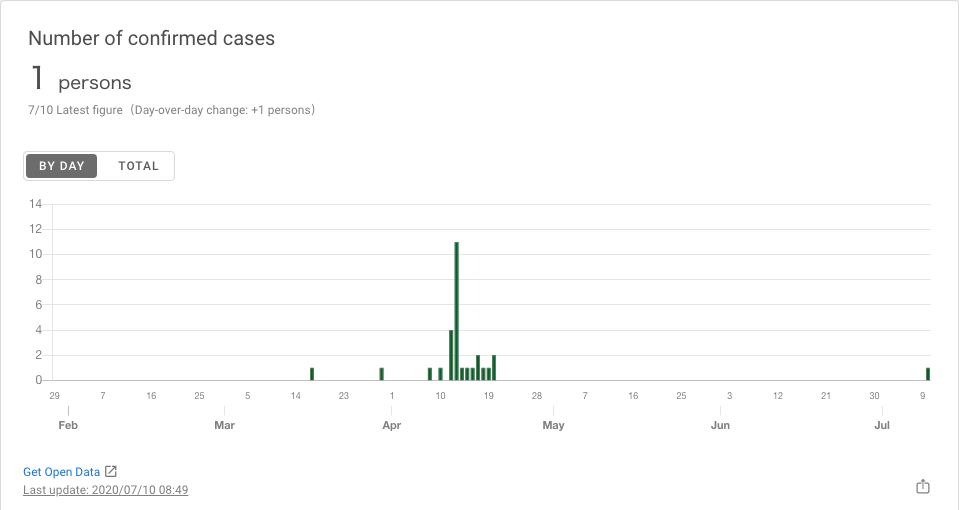 Number of confirmed cases
1 persons
7/10 Latest figure（Day-over-day change: +1 persons）
BY DAY TOTAL
14
12
10
8
6
4
2
0
29 7 16 25 5 14 23 1 10 19 28 7 16 25 3 12 21 30 9
Feb Mar Apr May Jun Jul
Get Open Data
Last update: 2020/07/10 08:49